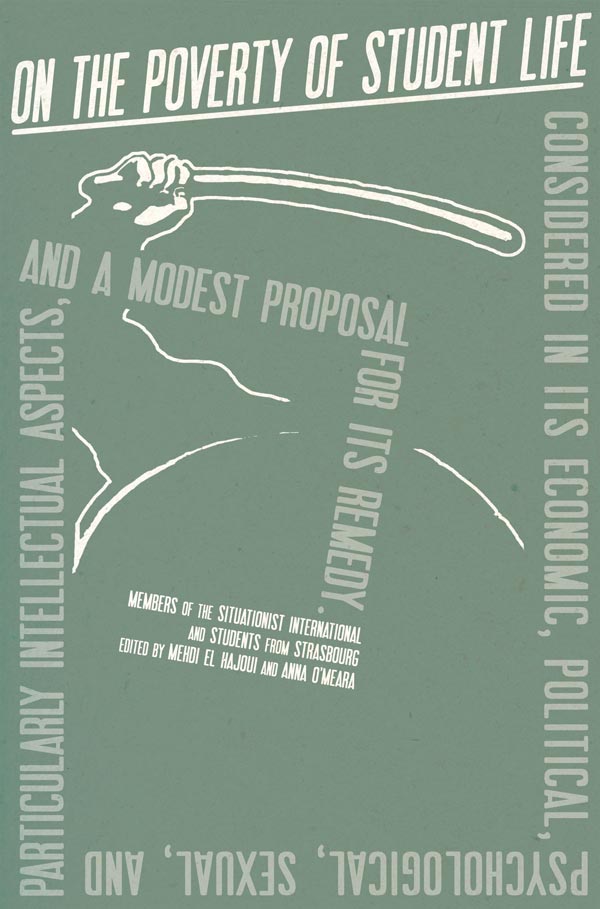 ON THE POVERTY OF STUDENT LIFE
CONSIDERED IN ITS ECONOMIC, POLITICAL,
PSYCHOLOGICAL, SEXUAL, AND
PARTICULARLY INTELLECTUAL ASPECTS,
AND A MODEST PROPOSAL
FOR ITS REMEDY.
MEMBERS OF THE SITUATIONIST INTERNATIONAL
AND STUDENTS FROM STRASBOURG
EDITED BY MEHDI EL HAJOUI AND ANNA O'MEARA